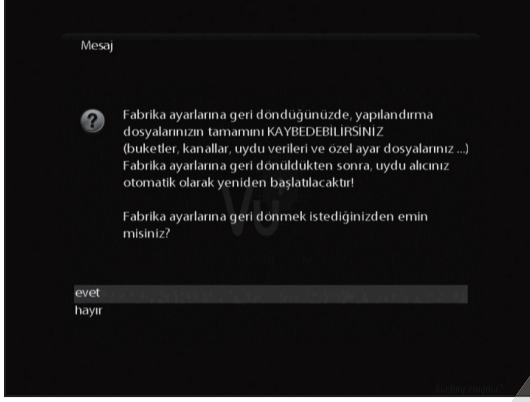 Mesaj
Fabrika ayarlarına geri döndüğünüzde, yapılandırma
dosyalarınızın tamamını KAYBEDEBİLİRSİNİZ
(buketler, kanallar, uydu verileri ve özel ayar dosyalarınız ...)
Fabrika ayarlarına geri dönüldükten sonra, uydu alıcınız
otomatik olarak yeniden başlatılacaktır!
Fabrika ayarlarına geri dönmek istediğinizden emin
misiniz?
evet
hayır